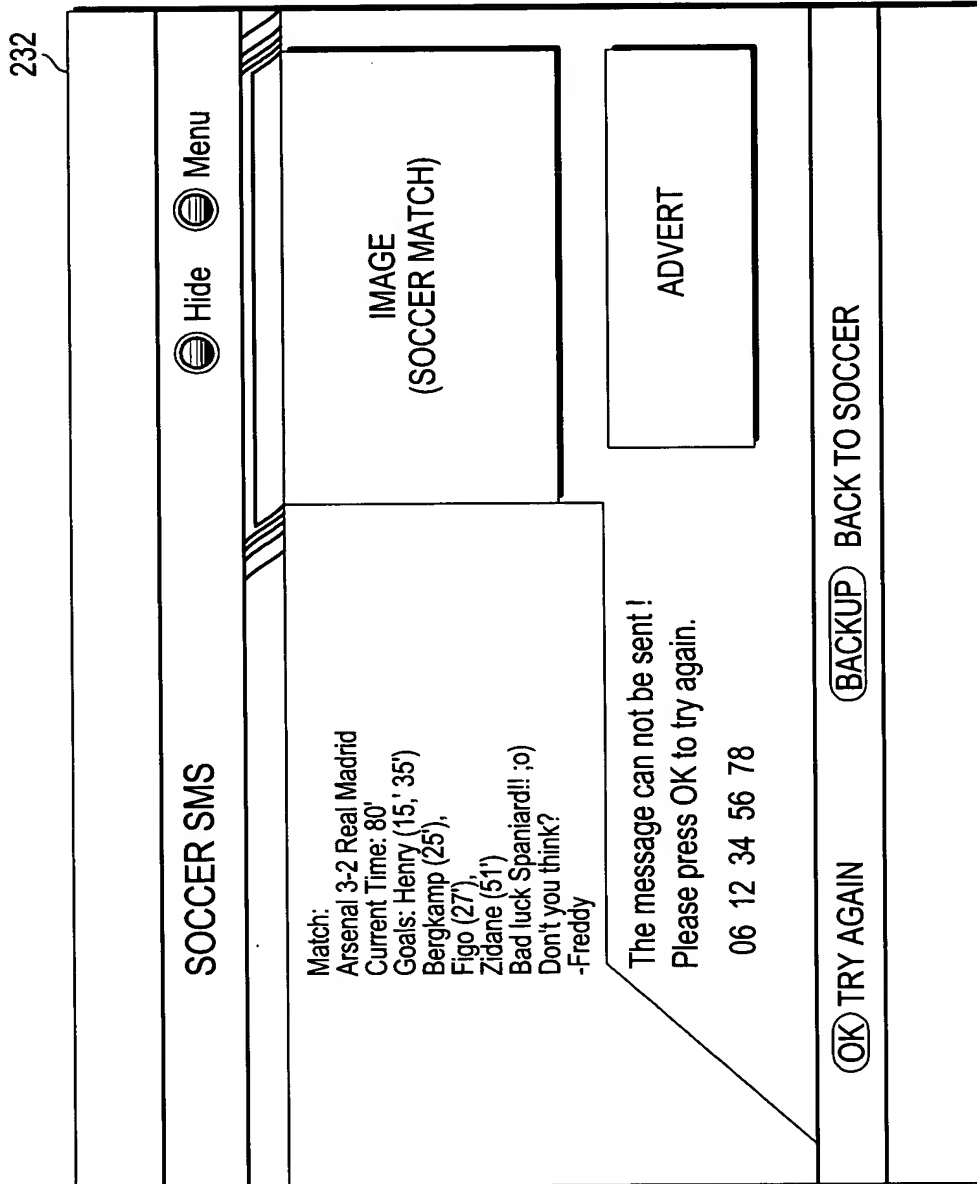 232
SOCCER SMS
Hide
Menu
Match:
Arsenal 3-2 Real Madrid
Current Time: 80'
Goals: Henry (15,' 35')
Bergkamp (25'),
Figo (27'),
Zidane (51')
Bad luck Spaniard!! ;o)
Don't you think?
-Freddy
IMAGE
(SOCCER MATCH)
The message can not be sent !
Please press OK to try again.
06 12 34 56 78
ADVERT
OK TRY AGAIN
BACKUP BACK TO SOCCER